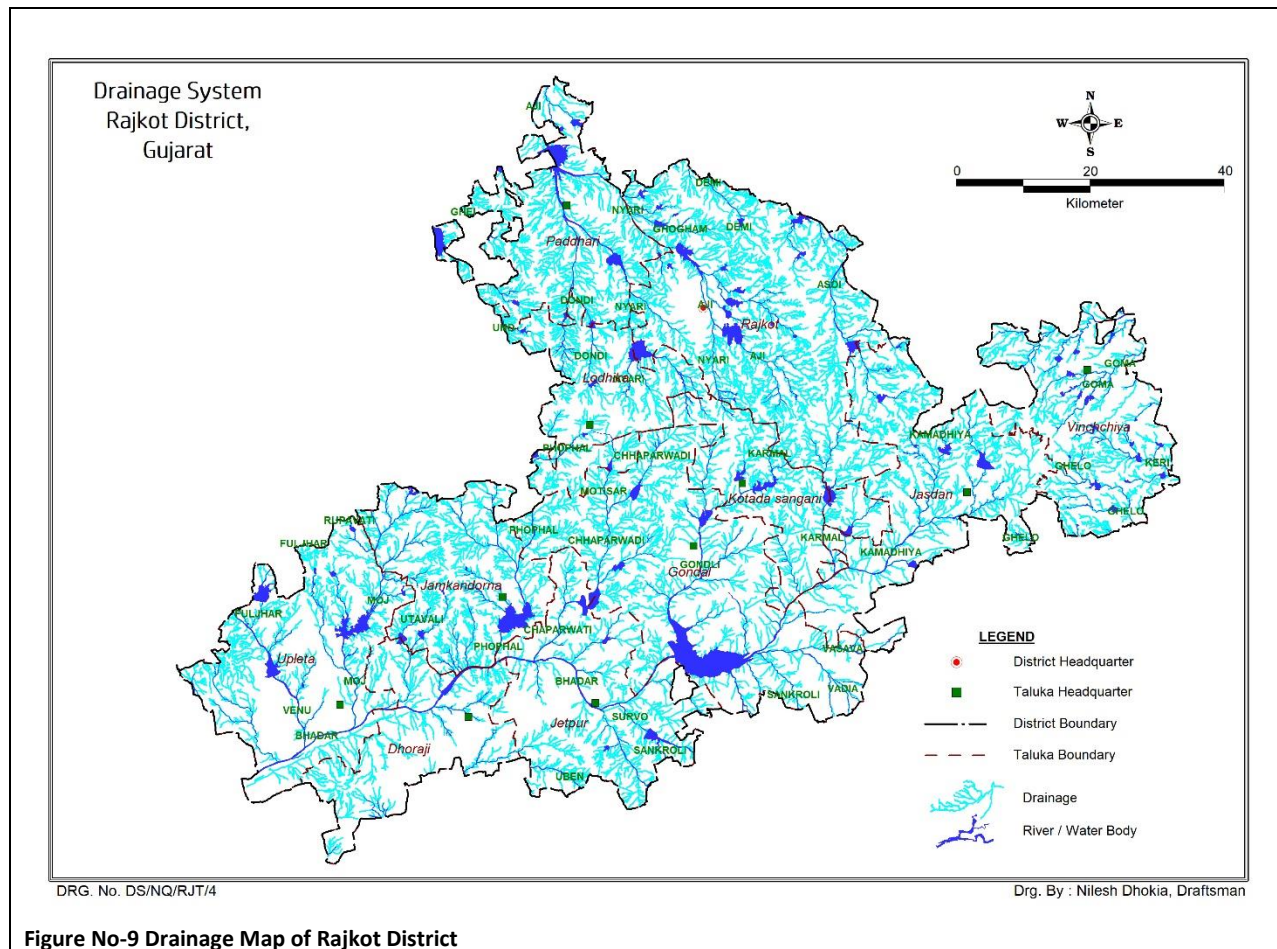 Drainage System
Rajkot District,
Gujarat
N
W E
S
0 20 40
Kilometer
AJI
DEMI
GHEI
NYARI
GHOGHAM
DEMI
Paddhari
ASOI
DONDI
NYARI
AJI
UND
Rajkot
DONDI
NYARI
AJI
GOMA
Lodhika
GOMA
Vinchchiya
KAMADHIYA
PHOPHAL
CHHAPARWADI
KARMAL
GHELO
KERI
MOTISAR
Kotada sangani
Jasdan
RUPAVATI
PHOPHAL
GHELO
FULJHAR
CHHAPARWADI
KARMAL
GHELO
GONDLI
KAMADHIYA
Gondal
Jamkandorna
MOJ
FULJHAR
UTAVALI
CHAPARWATI
PHOPHAL
VASAVA
Upleta
MOJ
BHADAR
SANKROLI
VADIA
VENU
SURVO
BHADAR
Jetpur
Dhoraji
SANKROLI
UBEN
LEGEND
District Headquarter
Taluka Headquarter
District Boundary
Taluka Boundary
Drainage
River / Water Body
DRG. No. DS/NQ/RJT/4
Drg. By : Nilesh Dhokia, Draftsman
Figure No-9 Drainage Map of Rajkot District